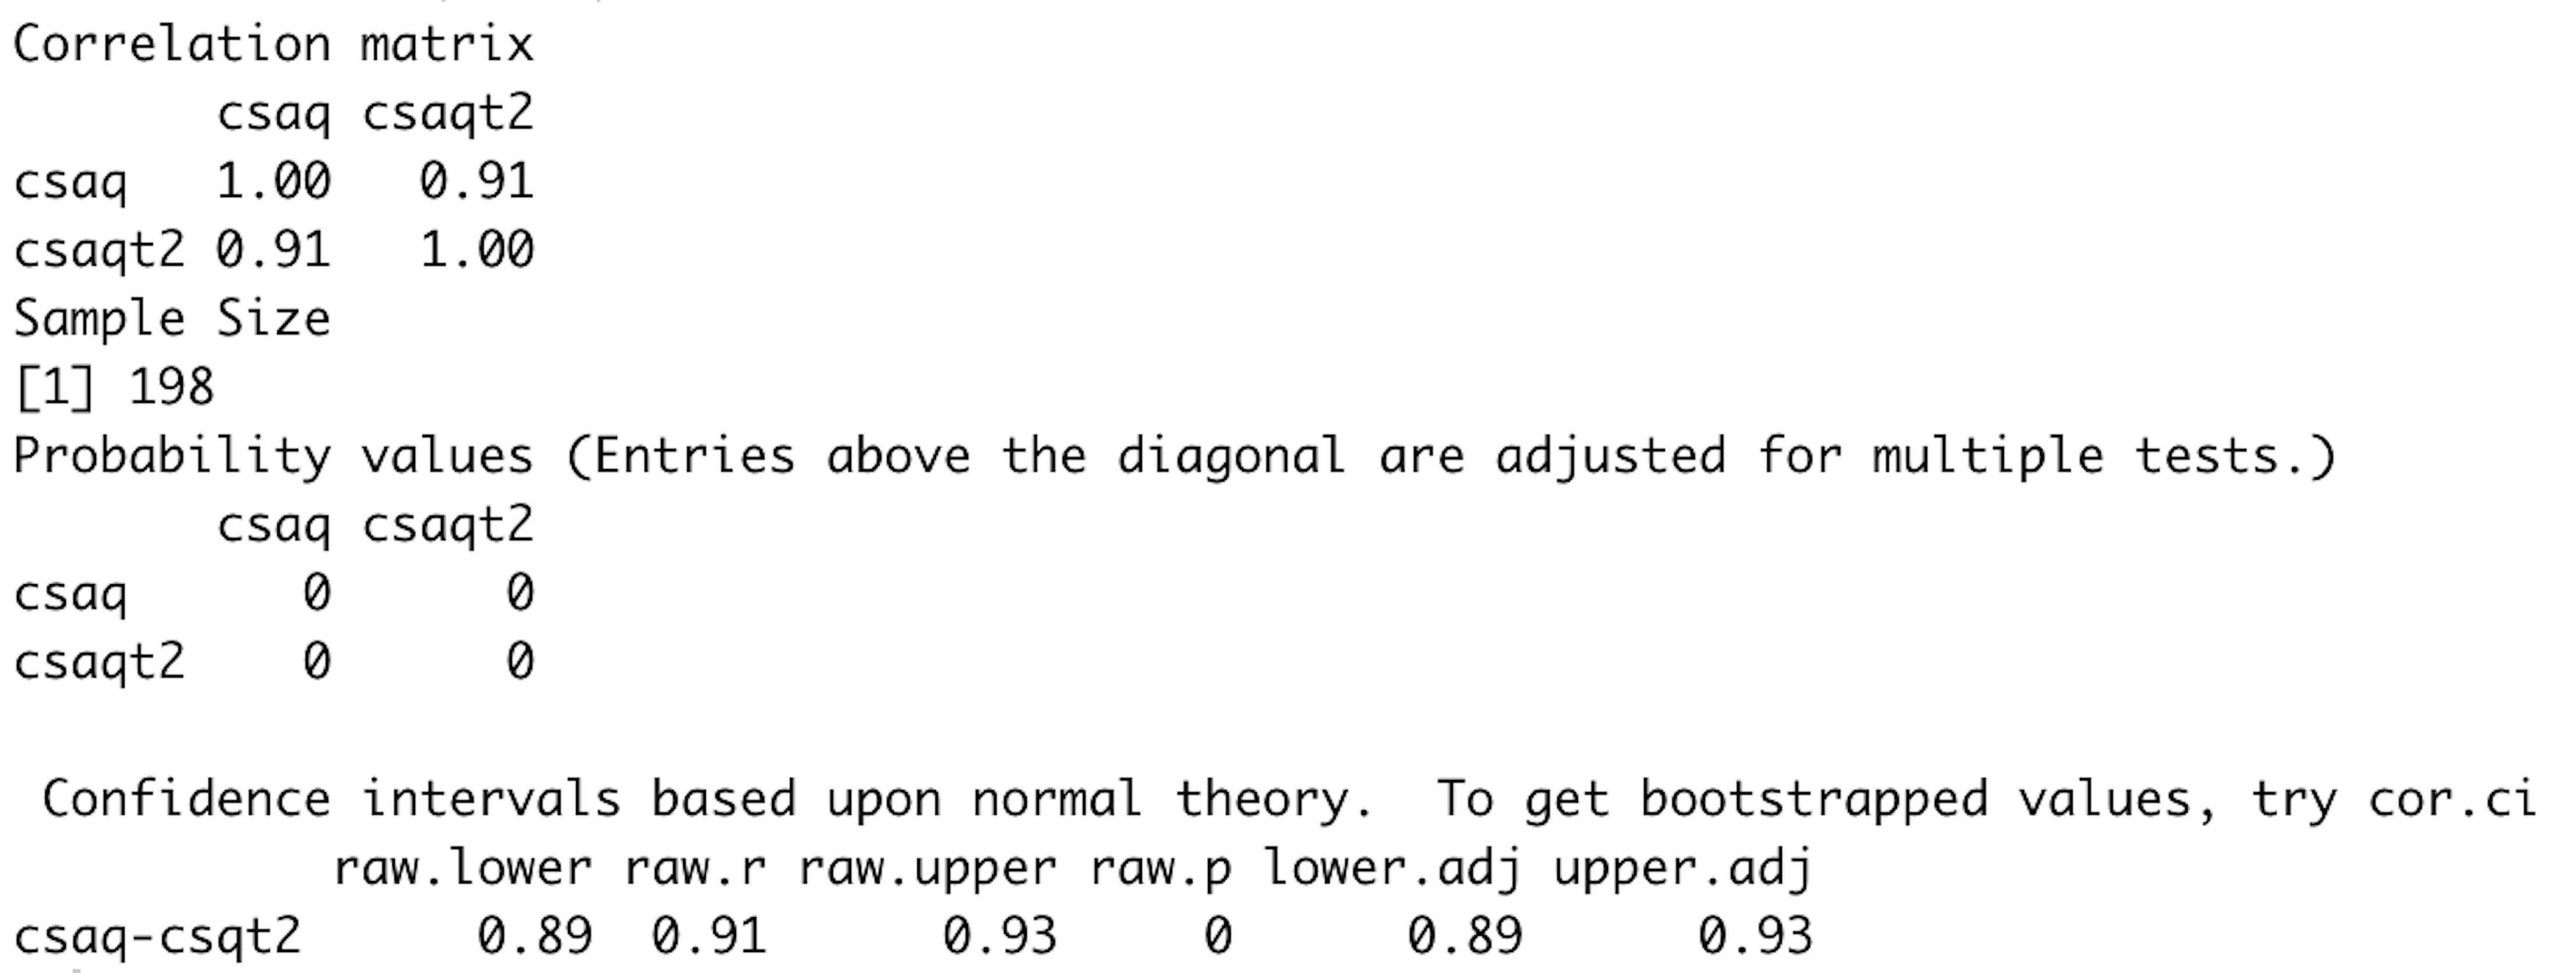 Correlation matrix
csaq csaqt2
csaq 1.00 0.91
csaqt2 0.91 1.00
Sample Size
[1] 198
Probability values (Entries above the diagonal are adjusted for multiple tests.)
csaq csaqt2
csaq 0 0
csaqt2 0 0
Confidence intervals based upon normal theory. To get bootstrapped values, try cor.ci
raw.lower raw.r raw.upper raw.p lower.adj upper.adj
csaq-csqt2 0.89 0.91 0.93 0 0.89 0.93